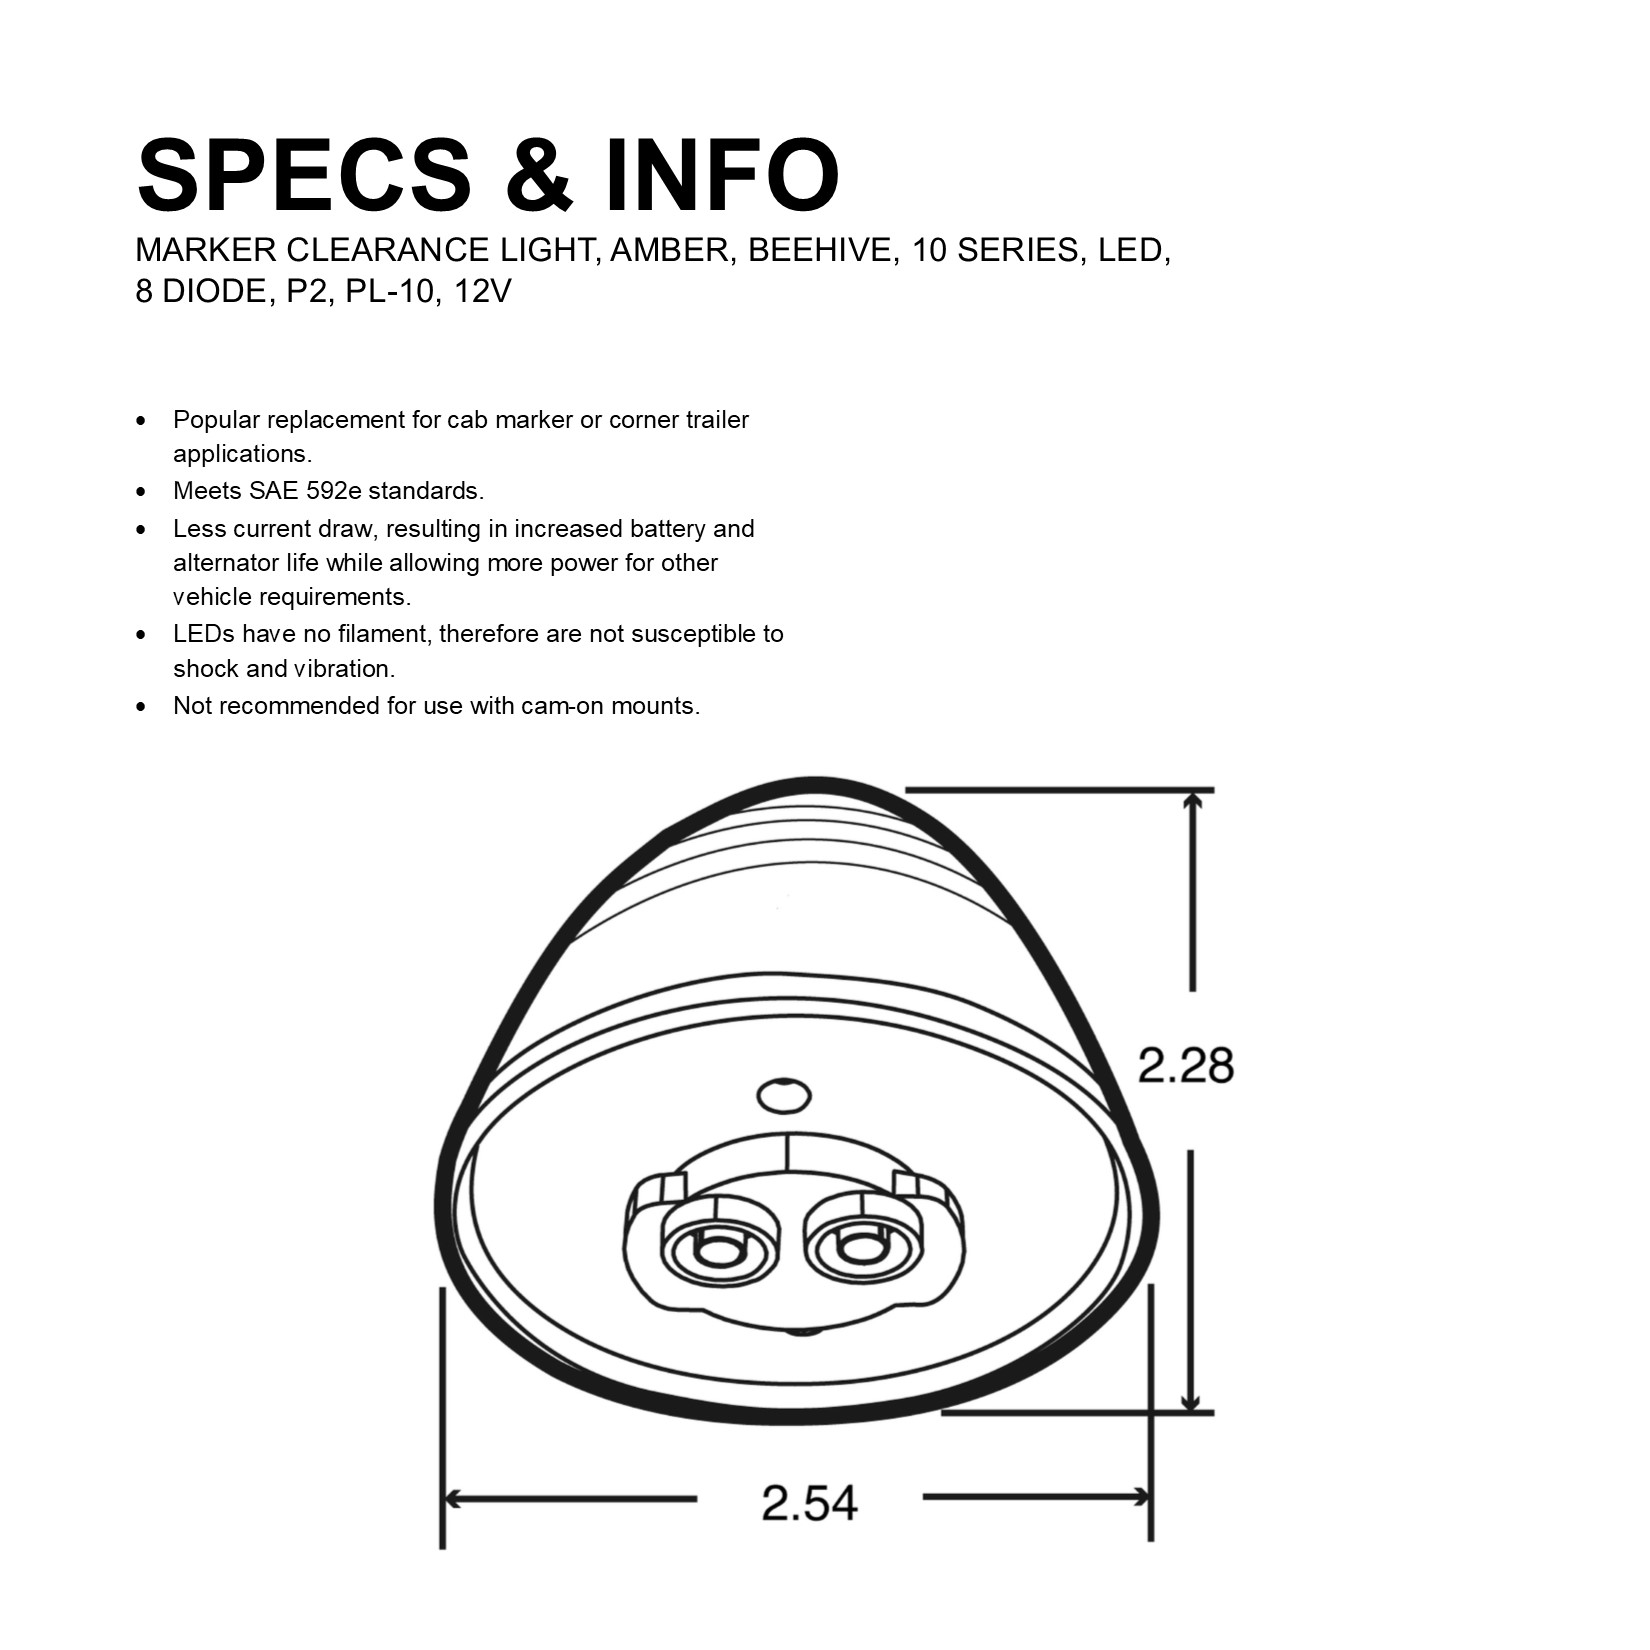 SPECS & INFO
MARKER CLEARANCE LIGHT, AMBER, BEEHIVE, 10 SERIES, LED,
8 DIODE, P2, PL-10, 12V
• Popular replacement for cab marker or corner trailer
applications.
• Meets SAE 592e standards.
• Less current draw, resulting in increased battery and
alternator life while allowing more power for other
vehicle requirements.
• LEDs have no filament, therefore are not susceptible to
shock and vibration.
• Not recommended for use with cam-on mounts.
2.28
2.54